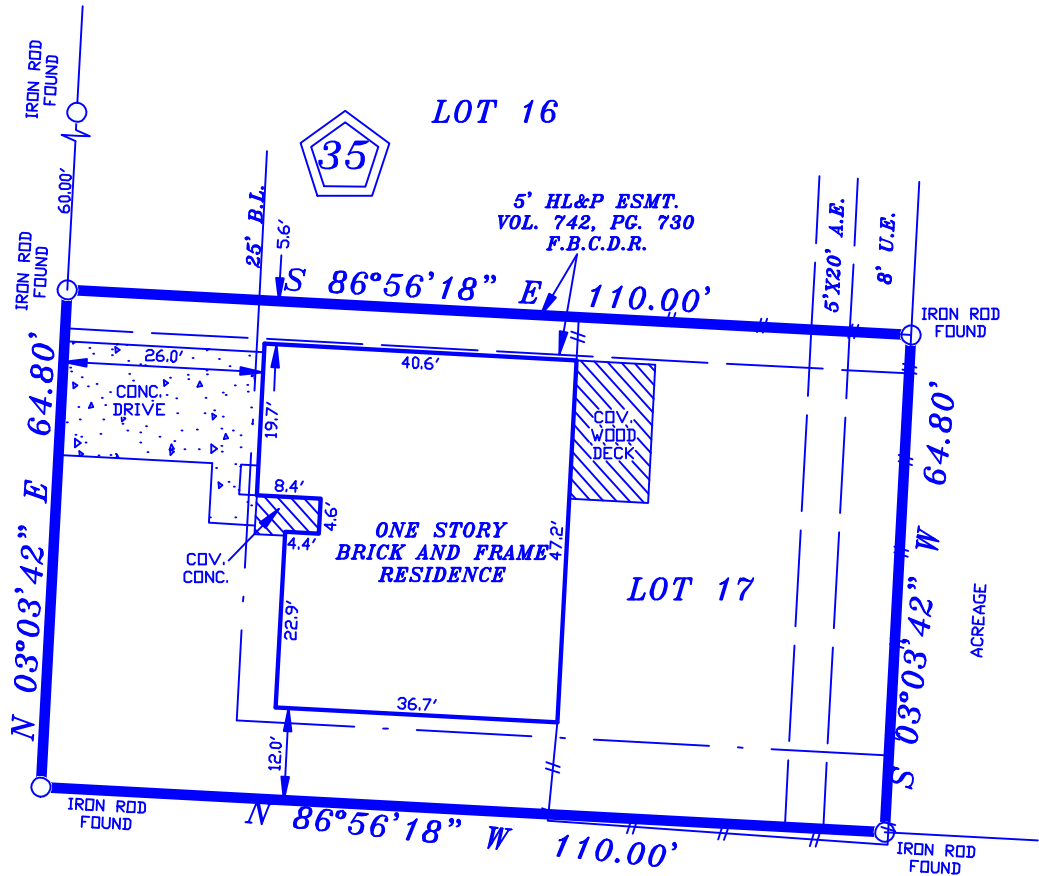 IRON ROD
FOUND
LOT 16
35
60.00'
25' B.L.
5.6'
5' HL&P ESMT.
VOL. 742, PG. 730
F.B.C.D.R.
5'X20' A.E.
8' U.E.
IRON ROD
FOUND
S 86°56'18" E 110.00'
IRON ROD
FOUND
26.0'
40.6'
CONC.
DRIVE
19.7'
COV.
WOOD
DECK
N 03°03'42" E 64.80'
S 03°03'42" W 64.80'
8.4'
4.6'
4.4'
COV.
CONC.
ONE STORY
BRICK AND FRAME
RESIDENCE
47.2'
LOT 17
ACREAGE
22.9'
36.7'
12.0'
IRON ROD
FOUND
N 86°56'18" W 110.00'
IRON ROD
FOUND